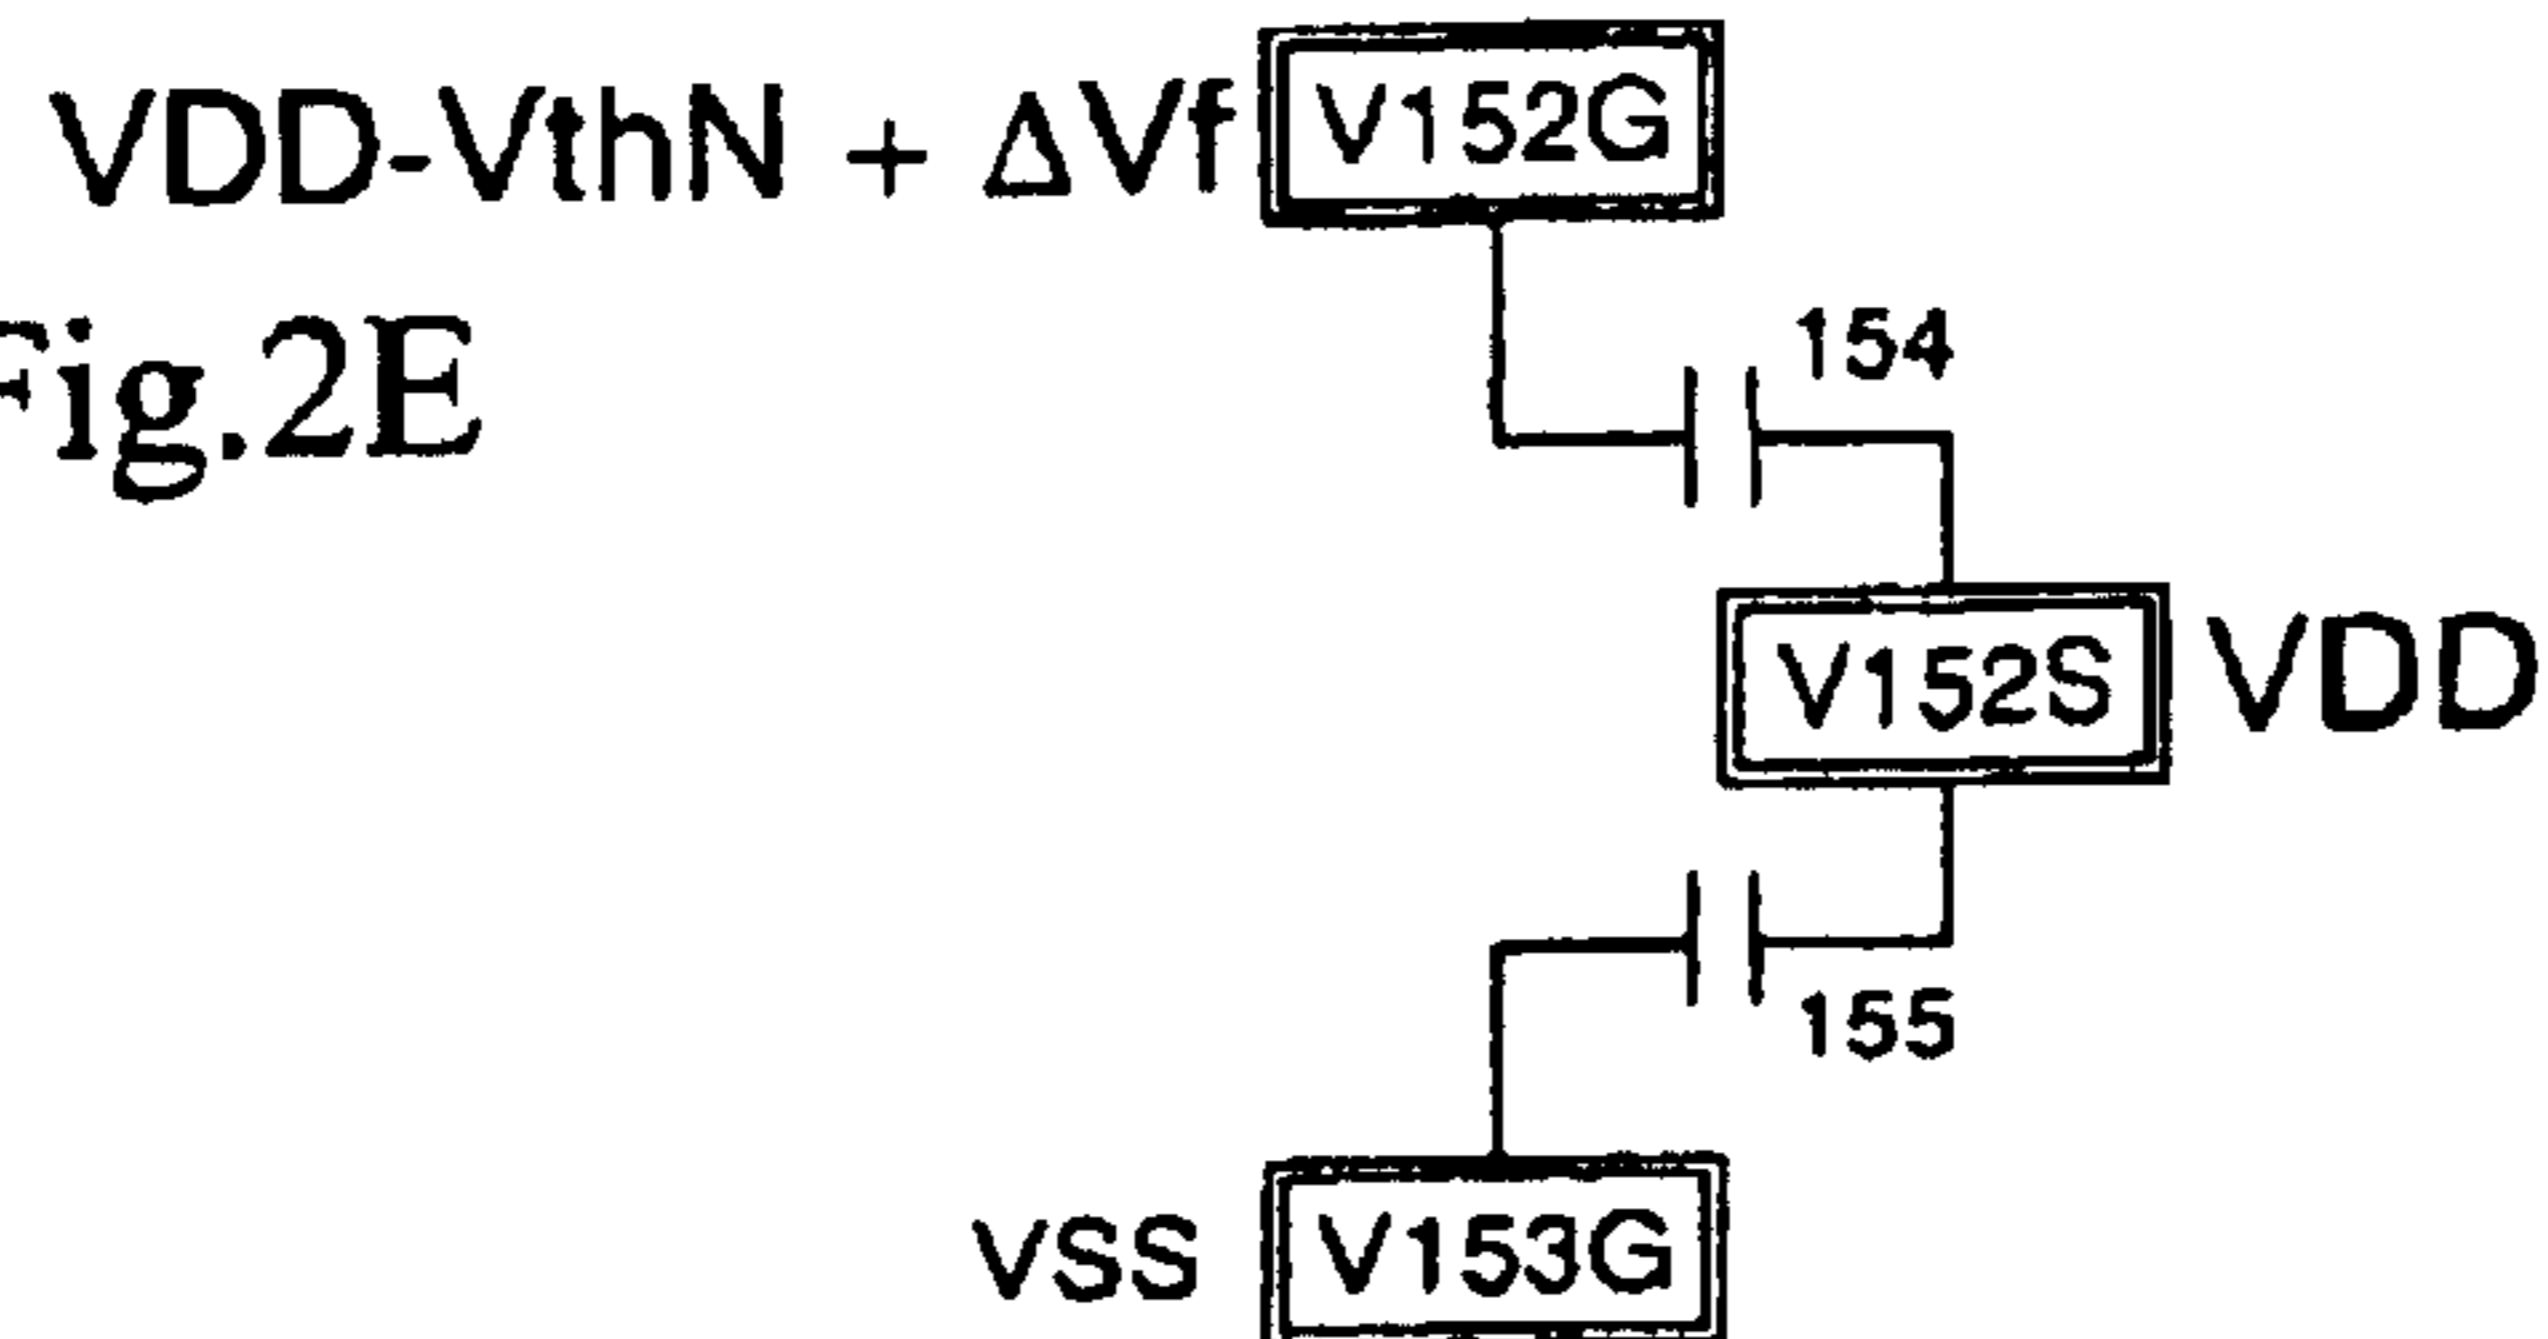 VDD-VthN + ΔVf V152G
154
Fig.2E
V152S VDD
155
VSS V153G